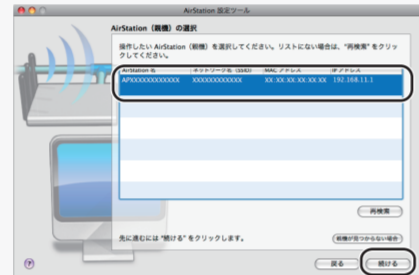 AirStation 設定ツール
AirStation（親機）の選択
操作したい AirStation（親機）を選択してください。リストにない場合は、"再検索" をクリックしてください。
AirStation 名 ネットワーク名（SSID） MAC アドレス IPアドレス
APXXXXXXXXXXXX XXXXXXXXXXXX XX:XX:XX:XX:XX:XX 192.168.11.1
再検索
先に進むには "続ける" をクリックします。
親機が見つからない場合
戻る
続ける